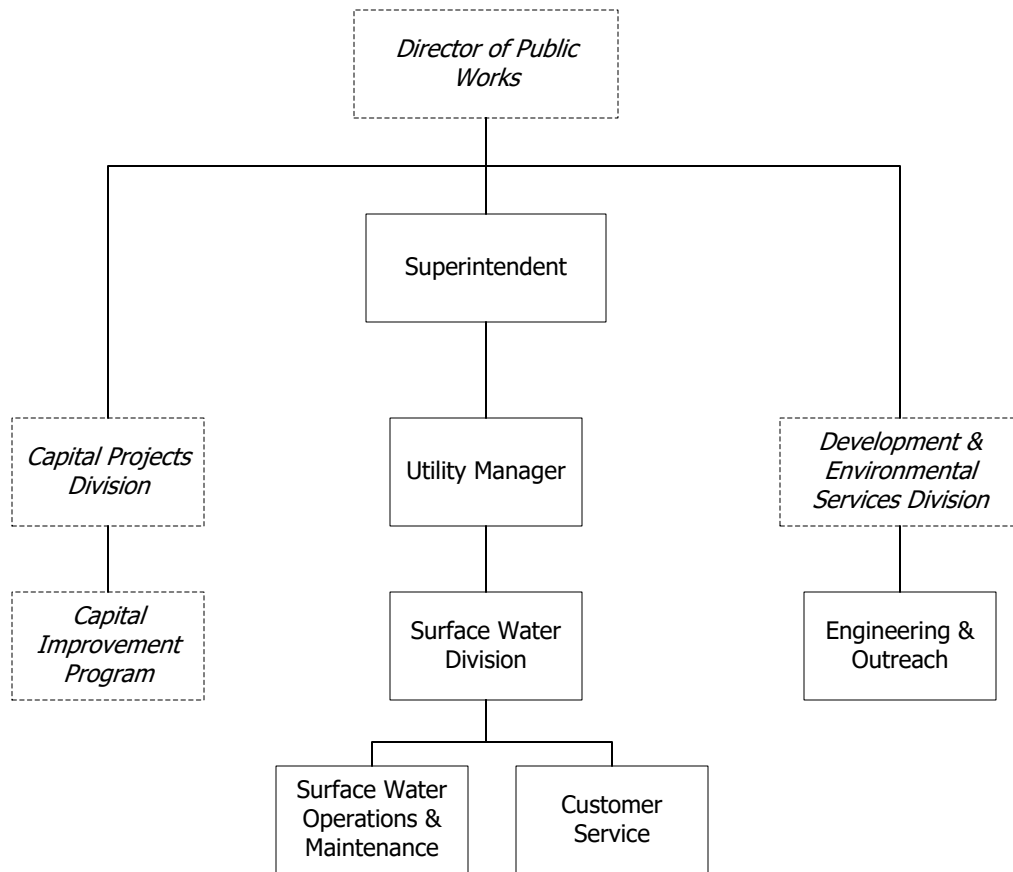 Director of Public
Works
Superintendent
Capital Projects
Division
Utility Manager
Development &
Environmental
Services Division
Capital
Improvement
Program
Surface Water
Division
Engineering &
Outreach
Surface Water
Operations &
Maintenance
Customer
Service